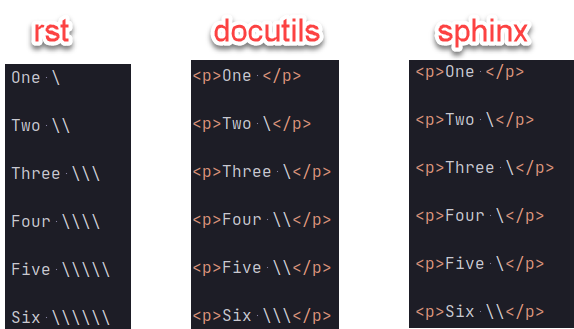 rst
One \
Two \\
Three \\\
Four \\\\
Five \\\\\
Six \\\\\\
docutils
<p>One </p>
<p>Two \</p>
<p>Three \</p>
<p>Four \\</p>
<p>Five \\</p>
<p>Six \\\</p>
sphinx
<p>One </p>
<p>Two \</p>
<p>Three \</p>
<p>Four \</p>
<p>Five \</p>
<p>Six \\</p>